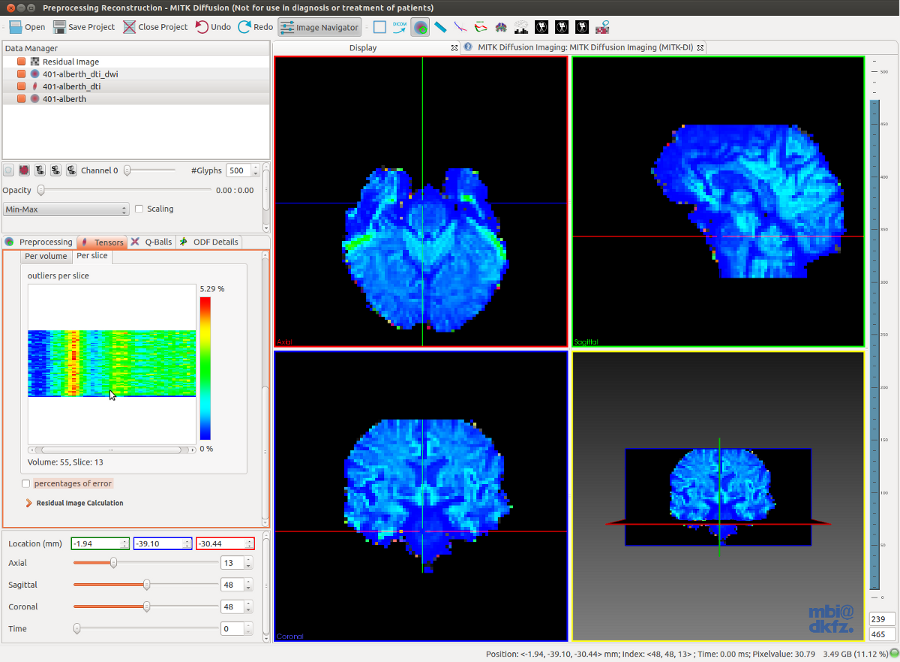 Preprocessing Reconstruction - MITK Diffusion (Not for use in diagnosis or treatment of patients)
Open Save Project Close Project Undo Redo Image Navigator DICOM
Data Manager
Display
MITK Diffusion Imaging: MITK Diffusion Imaging (MITK-DI)
Residual Image
401-alberth_dti_dwi
401-alberth_dti
401-alberth
Channel 0 #Glyphs 500
Opacity 0.00 : 0.00
Min-Max Scaling
Preprocessing Tensors Q-Balls ODF Details
Per volume Per slice
outliers per slice
5.29 %
0 %
Volume: 55, Slice: 13
percentages of error
Residual Image Calculation
Location (mm) -1.94 -39.10 -30.44
Axial 13
Sagittal 48
Coronal 48
Time 0
Axial
Sagittal
Coronal
mbi@
dkfz.
239
465
Position: <-1.94, -39.10, -30.44> mm; Index: <48, 48, 13> ; Time: 0.00 ms; Pixelvalue: 30.79 3.49 GB (11.12 %)